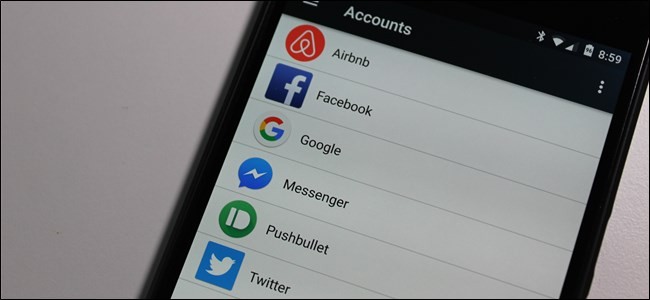 Accounts
8:59
Airbnb
Facebook
Google
Messenger
Pushbullet
Twitter